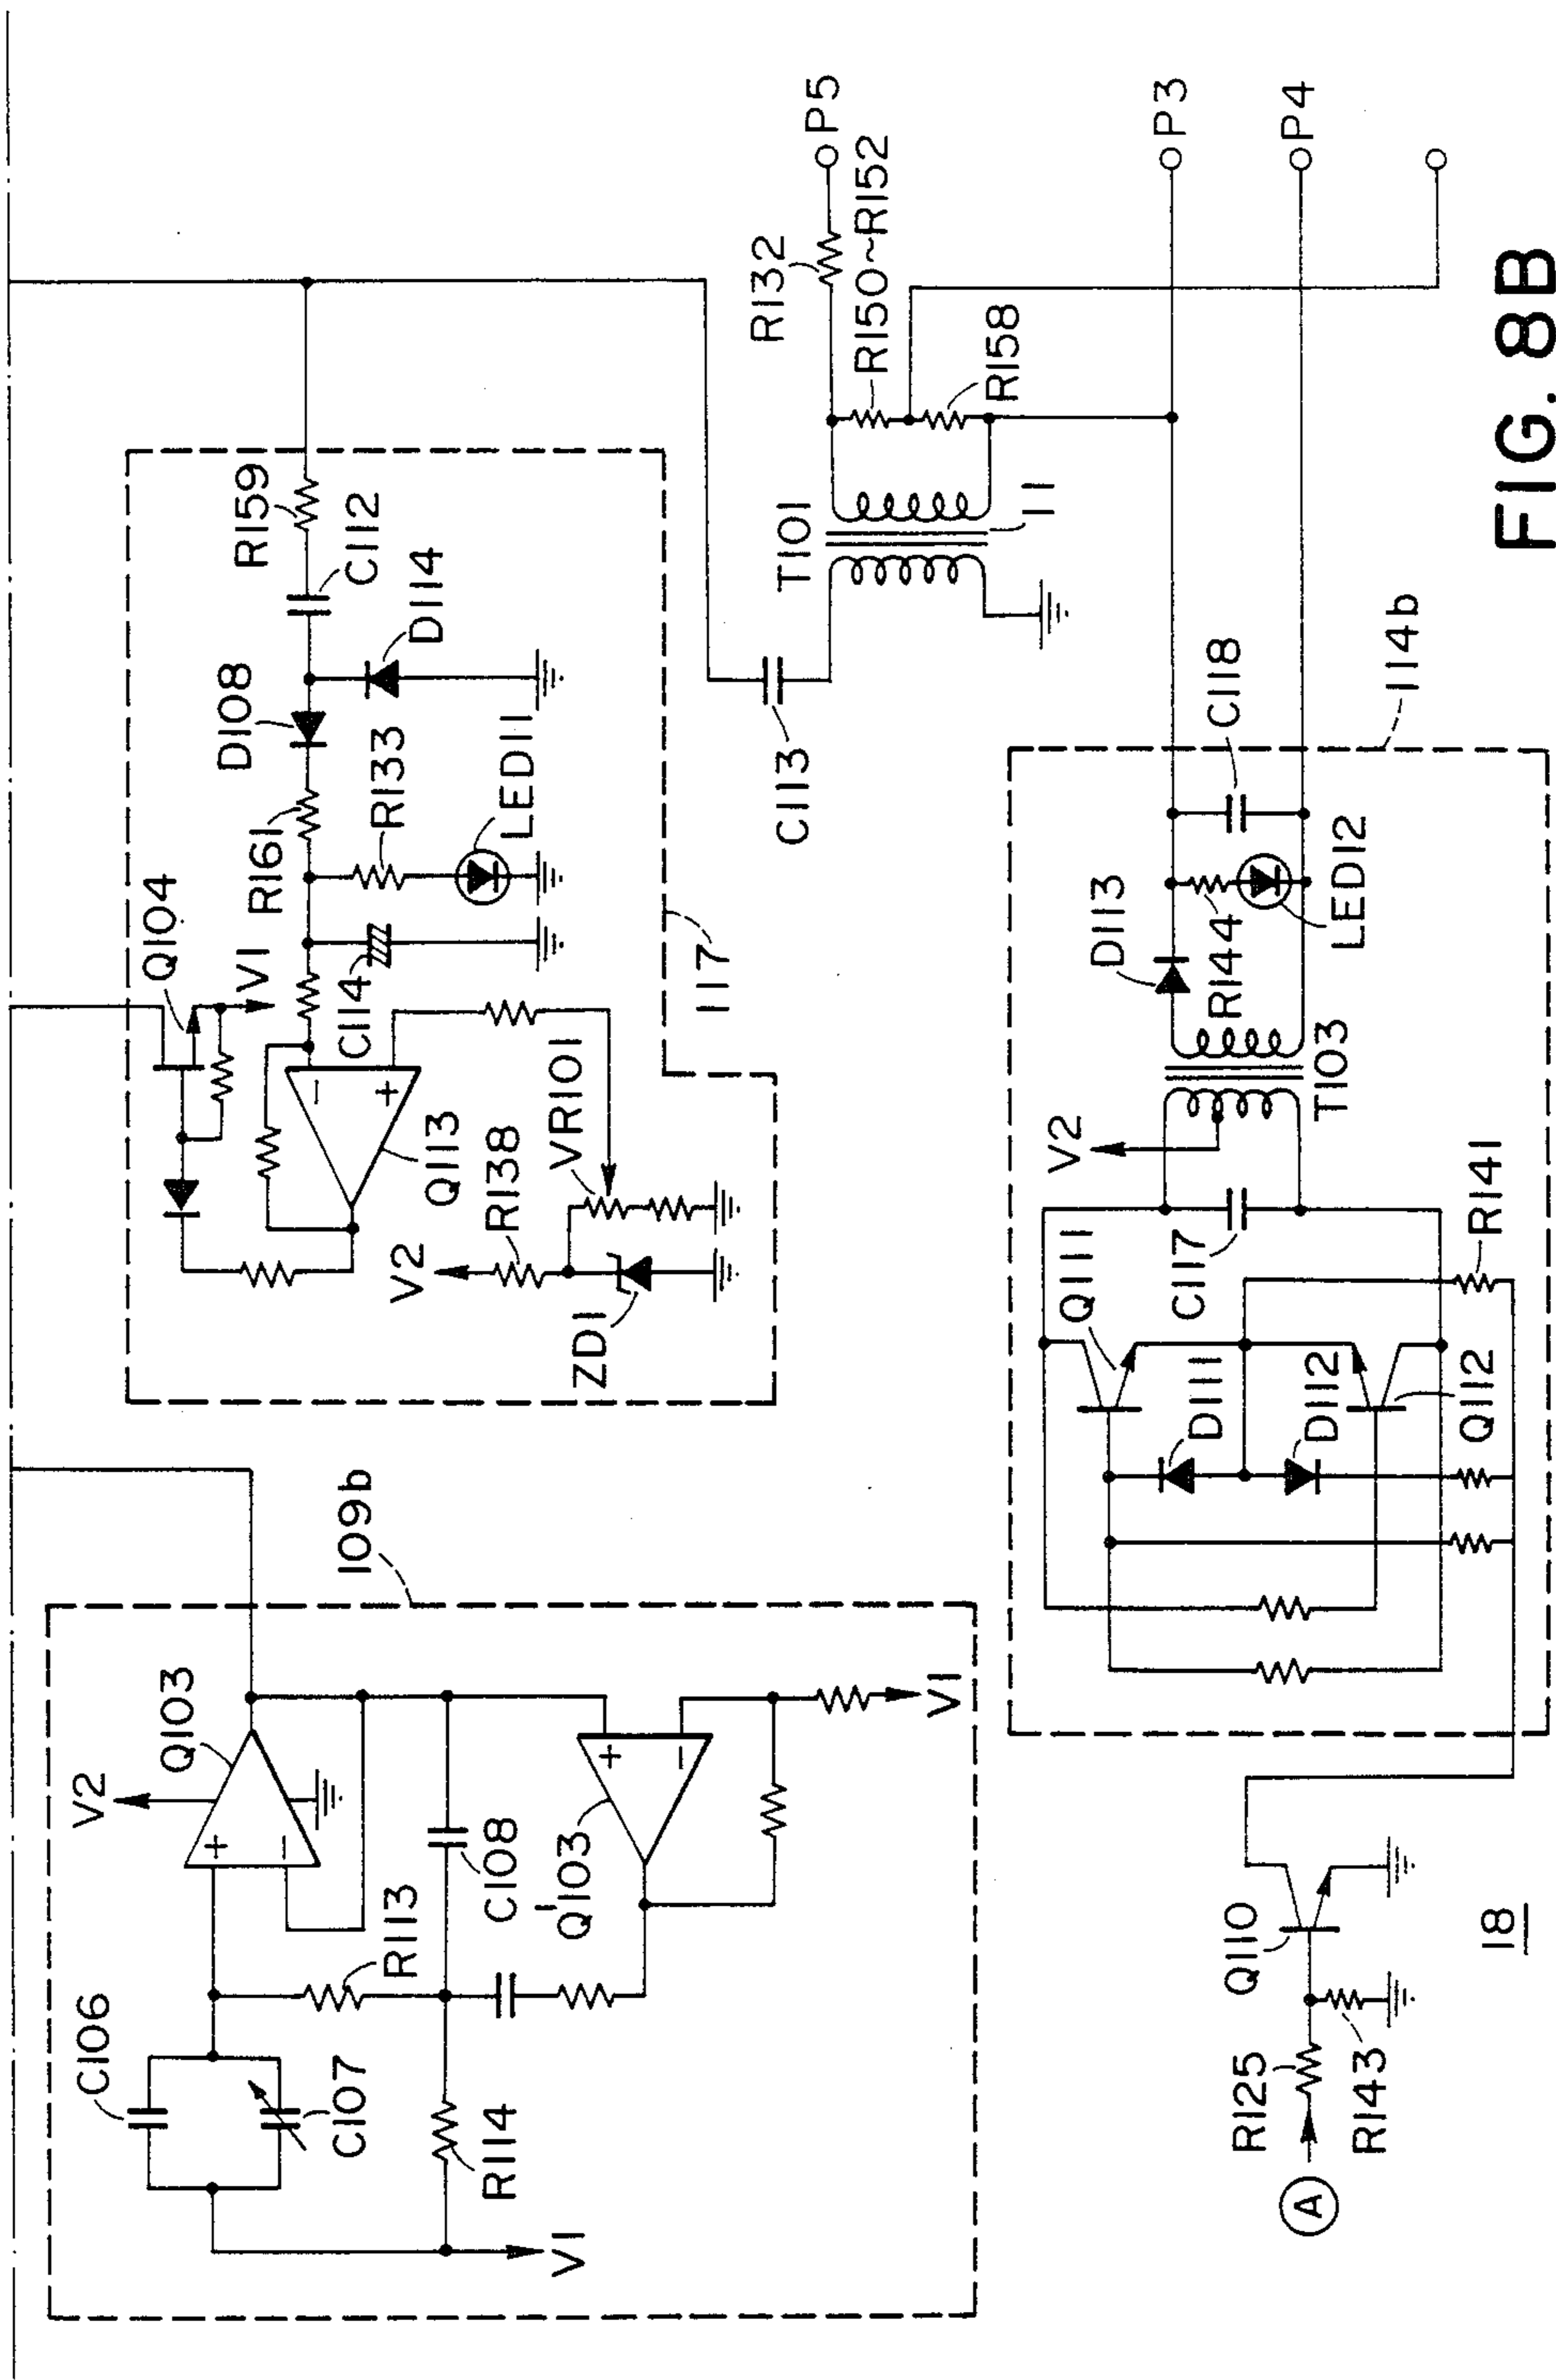 109b
V2
Q103
+
−
C106
C107
R113
R114
C108
Q'103
+
−
V1
V1
Q104
V1
R159
C112
D108
D114
R161
R133
LED11
C114
−
+
Q113
117
V2
R138
VR101
ZD1
C113
T101
11
R132
P5
R150~R152
R158
P3
P4
114b
V2
Q111
C117
D111
D112
Q112
R141
T103
D113
R144
LED12
C118
A
R125
R143
Q110
18
FIG. 8B